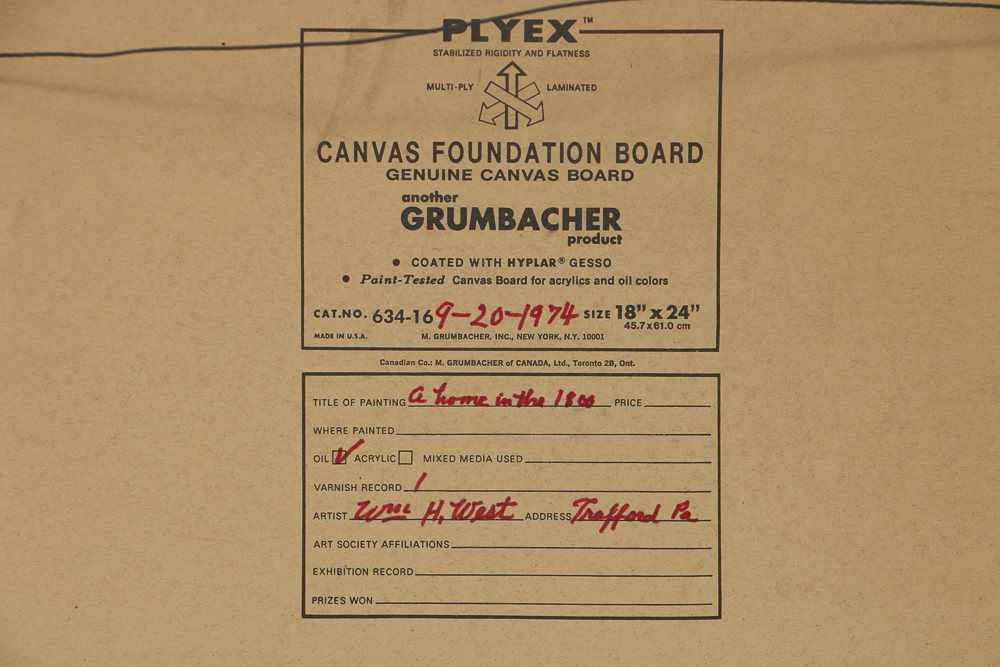 PLYEX™
STABILIZED RIGIDITY AND FLATNESS
MULTI-PLY LAMINATED
CANVAS FOUNDATION BOARD
GENUINE CANVAS BOARD
another
GRUMBACHER
product
• COATED WITH HYPLAR® GESSO
• Paint-Tested Canvas Board for acrylics and oil colors
CAT.NO. 634-16 9-20-1974 SIZE 18" x 24"
45.7x61.0 cm
MADE IN U.S.A. M. GRUMBACHER, INC., NEW YORK, N.Y. 10001
Canadian Co.: M. GRUMBACHER of CANADA, Ltd., Toronto 2B, Ont.
TITLE OF PAINTING A home in the 1800 PRICE
WHERE PAINTED
OIL ACRYLIC MIXED MEDIA USED
VARNISH RECORD 1
ARTIST Wm H. West ADDRESS Trafford Pa
ART SOCIETY AFFILIATIONS
EXHIBITION RECORD
PRIZES WON